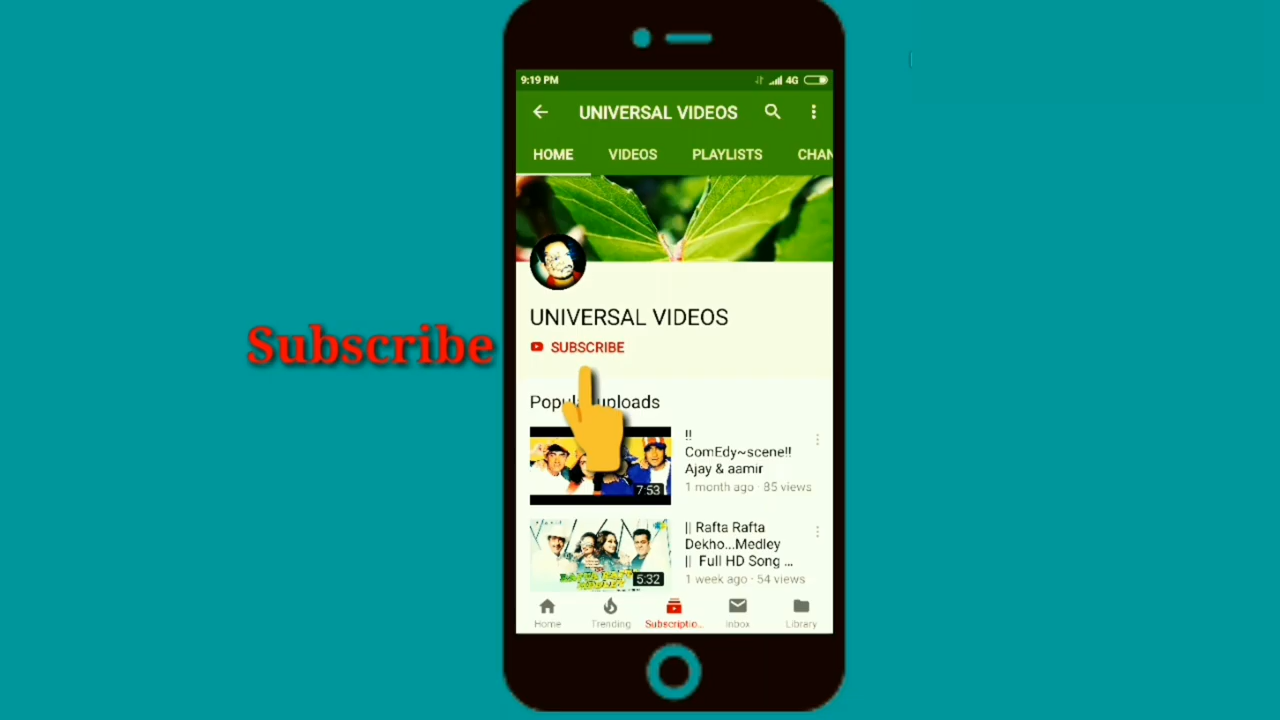 9:19 PM 4G
UNIVERSAL VIDEOS
HOME VIDEOS PLAYLISTS CHAN
UNIVERSAL VIDEOS
Subscribe
SUBSCRIBE
Popular uploads
!!
ComEdy~scene!!
Ajay & aamir
1 month ago · 85 views
7:53
|| Rafta Rafta
Dekho...Medley
|| Full HD Song ...
1 week ago · 54 views
5:32
Home Trending Subscriptio... Inbox Library